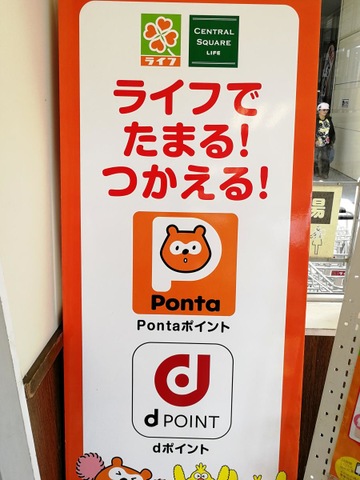 ライフ
CENTRAL
SQUARE
LIFE
ライフで
たまる!
つかえる!
Ponta
Pontaポイント
d POINT
dポイント
場